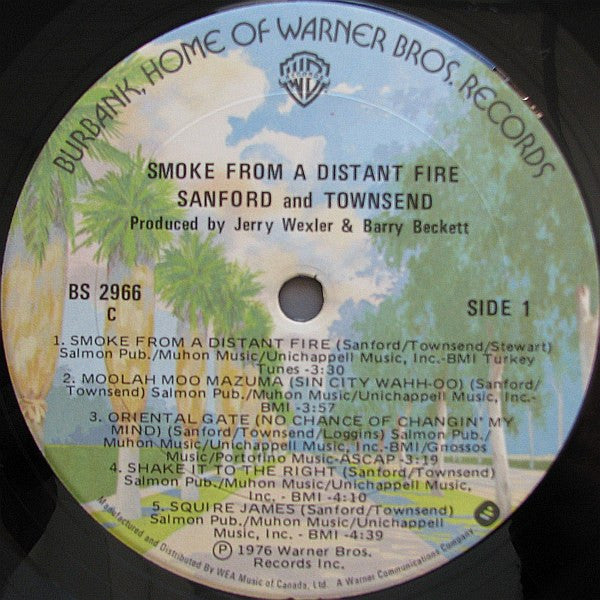 BURBANK, HOME OF WARNER BROS. RECORDS
RECORDS
SMOKE FROM A DISTANT FIRE
SANFORD and TOWNSEND
Produced by Jerry Wexler & Barry Beckett
BS 2966
C
SIDE 1
1. SMOKE FROM A DISTANT FIRE (Sanford/Townsend/Stewart)
Salmon Pub./Muhon Music/Unichappell Music, Inc.-BMI Turkey
Tunes -3:30
2. MOOLAH MOO MAZUMA (SIN CITY WAHH-OO) (Sanford/
Townsend) Salmon Pub./Muhon Music/Unichappell Music, Inc.-
BMI -3:57
3. ORIENTAL GATE (NO CHANCE OF CHANGIN' MY
MIND) (Sanford/Townsend/Loggins) Salmon Pub./
Muhon Music/Unichappell Music, Inc.-BMI/Gnossos
Music/Portofino Music-ASCAP -3:19
4. SHAKE IT TO THE RIGHT (Sanford/Townsend)
Salmon Pub./Muhon Music/Unichappell Music,
Inc. - BMI -4:10
5. SQUIRE JAMES (Sanford/Townsend)
Salmon Pub./Muhon Music/Unichappell
Music, Inc. - BMI -4:39
Ⓟ 1976 Warner Bros.
Records Inc.
Manufactured and Distributed By WEA Music of Canada, Ltd. A Warner Communications Company